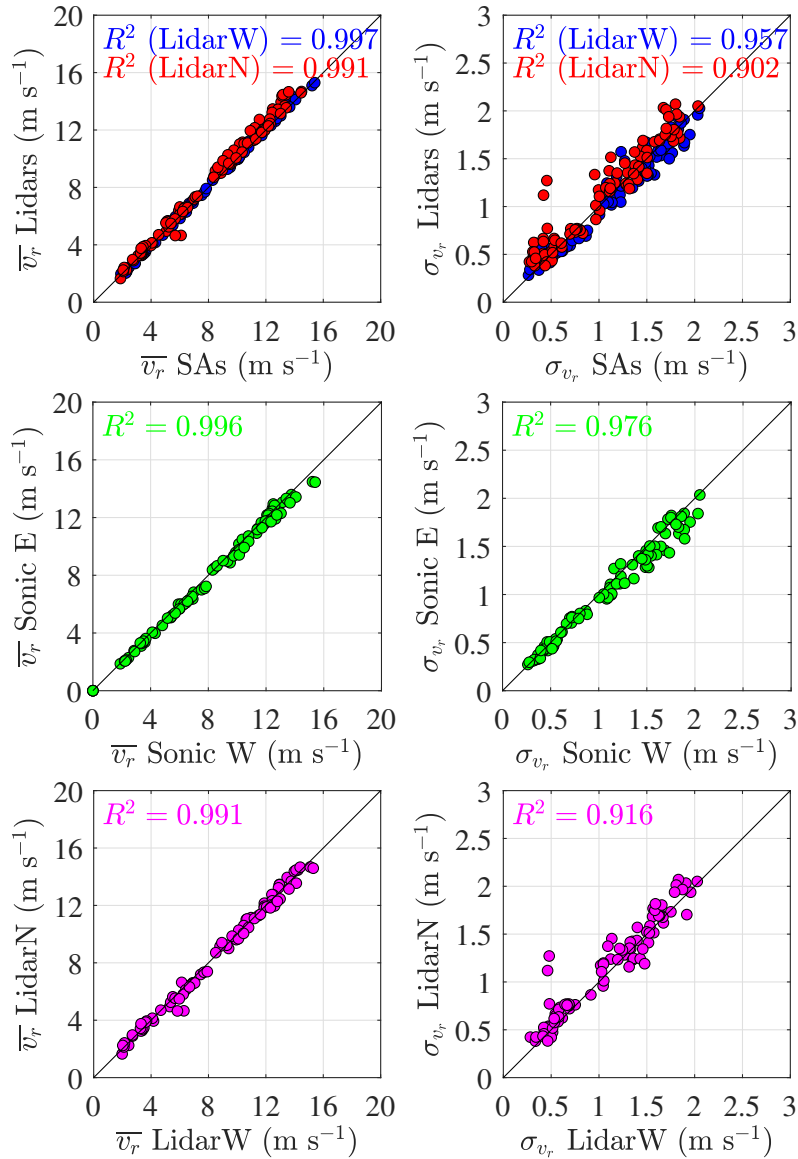 R² (LidarW) = 0.997
R² (LidarN) = 0.991
20
16
12
8
4
0
0 4 8 12 16 20
v̅ᵣ Lidars (m s⁻¹)
v̅ᵣ SAs (m s⁻¹)
R² (LidarW) = 0.957
R² (LidarN) = 0.902
3
2.5
2
1.5
1
0.5
0
0 0.5 1 1.5 2 2.5 3
σᵥᵣ Lidars (m s⁻¹)
σᵥᵣ SAs (m s⁻¹)
R² = 0.996
20
16
12
8
4
0
0 4 8 12 16 20
v̅ᵣ Sonic E (m s⁻¹)
v̅ᵣ Sonic W (m s⁻¹)
R² = 0.976
3
2.5
2
1.5
1
0.5
0
0 0.5 1 1.5 2 2.5 3
σᵥᵣ Sonic E (m s⁻¹)
σᵥᵣ Sonic W (m s⁻¹)
R² = 0.991
20
16
12
8
4
0
0 4 8 12 16 20
v̅ᵣ LidarN (m s⁻¹)
v̅ᵣ LidarW (m s⁻¹)
R² = 0.916
3
2.5
2
1.5
1
0.5
0
0 0.5 1 1.5 2 2.5 3
σᵥᵣ LidarN (m s⁻¹)
σᵥᵣ LidarW (m s⁻¹)